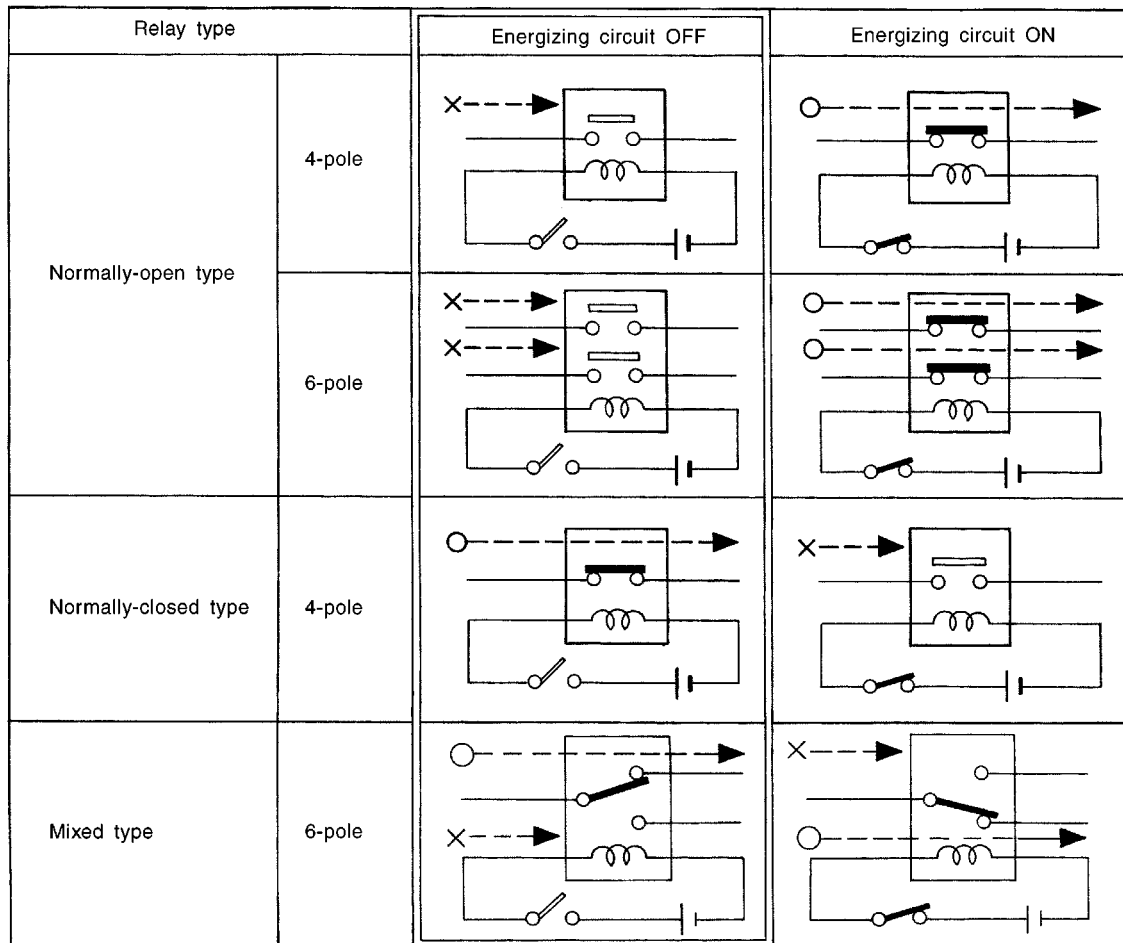 Relay type
Energizing circuit OFF
Energizing circuit ON
Normally-open type
4-pole
6-pole
Normally-closed type
4-pole
Mixed type
6-pole